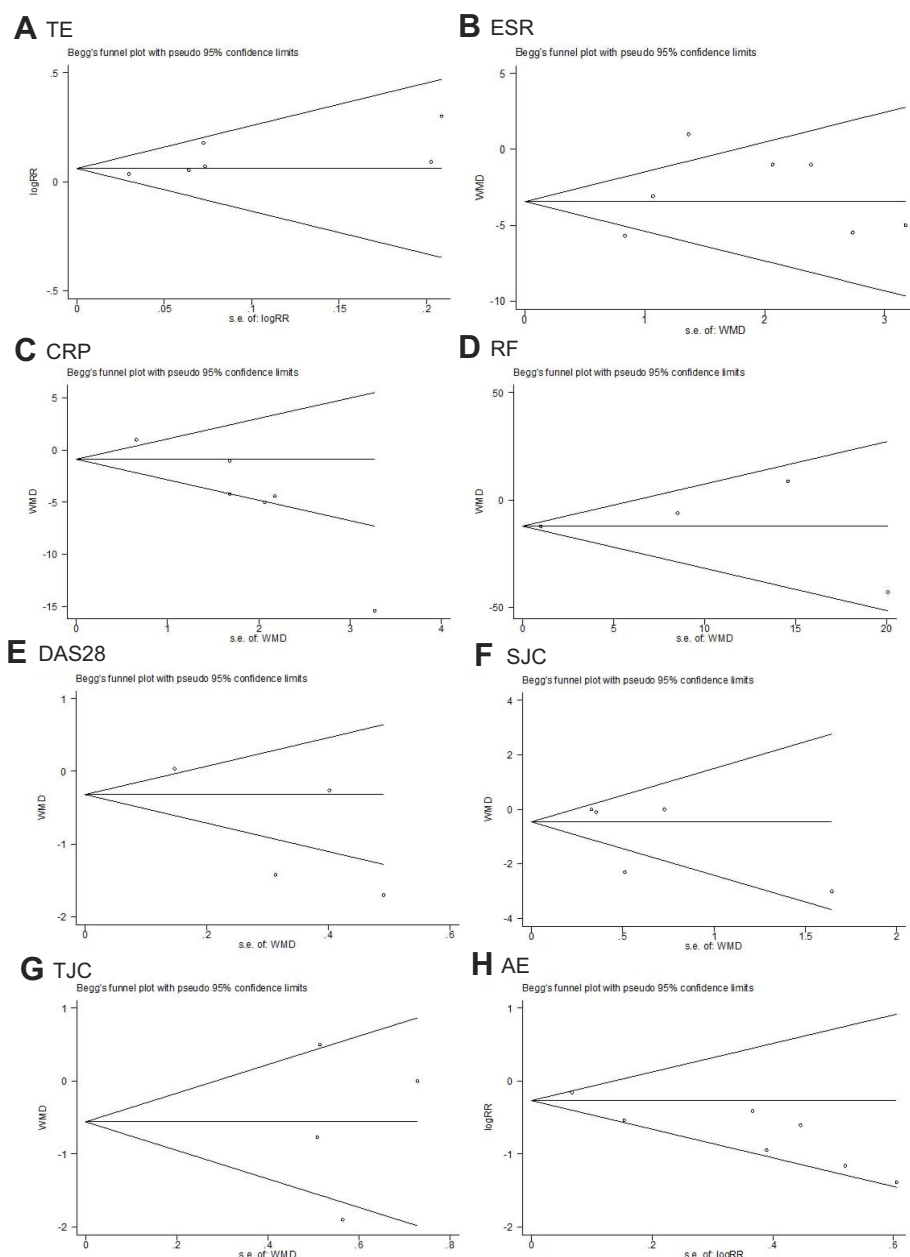 A TE
Begg's funnel plot with pseudo 95% confidence limits
.5
0
-.5
logRR
0
.05
.1
.15
.2
s.e. of: logRR
B ESR
Begg's funnel plot with pseudo 95% confidence limits
5
0
-5
-10
WMD
0
1
2
3
s.e. of: WMD
C CRP
Begg's funnel plot with pseudo 95% confidence limits
5
0
-5
-10
-15
WMD
0
1
2
3
4
s.e. of: WMD
D RF
Begg's funnel plot with pseudo 95% confidence limits
50
0
-50
WMD
0
5
10
15
20
s.e. of: WMD
E DAS28
Begg's funnel plot with pseudo 95% confidence limits
1
0
-1
-2
WMD
0
.2
.4
.6
s.e. of: WMD
F SJC
Begg's funnel plot with pseudo 95% confidence limits
4
2
0
-2
-4
WMD
0
.5
1
1.5
2
s.e. of: WMD
G TJC
Begg's funnel plot with pseudo 95% confidence limits
1
0
-1
-2
WMD
0
.2
.4
.6
.8
s.e. of: WMD
H AE
Begg's funnel plot with pseudo 95% confidence limits
1
0
-1
-2
logRR
0
.2
.4
.6
s.e. of: logRR